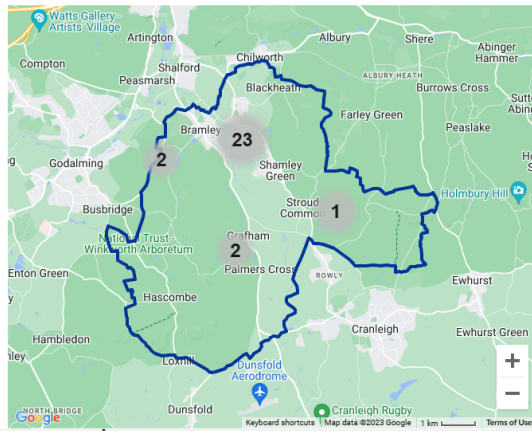 Watts Gallery -
Artists' Village
Artington
Albury
Shere
Abinger
Hammer
Compton
Shalford
Chilworth
ALBURY HEATH
Peasmarsh
Blackheath
Burrows Cross
Farley Green
Bramley
23
Peaslake
2
Godalming
Shamley
Green
Holmbury Hill
Busbridge
Stroud
Common
1
National Trust -
Winkworth Arboretum
Grafham
2
Enton Green
Palmers Cross
ROWLY
Ewhurst
Hascombe
Cranleigh
Ewhurst Green
Hambledon
Loxhill
Dunsfold
Aerodrome
+
−
NORTH BRIDGE
Google
Dunsfold
Cranleigh Rugby
Keyboard shortcuts
Map data ©2023 Google
1 km
Terms of Use